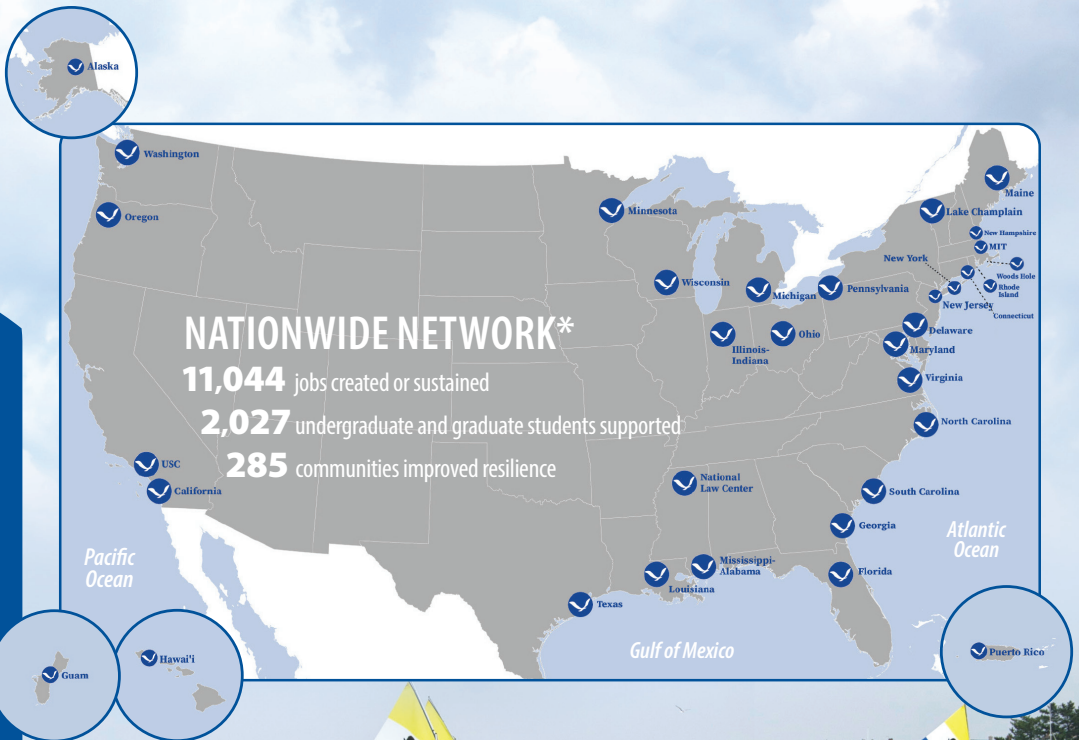 Alaska
Washington
Oregon
Minnesota
Wisconsin
Michigan
Illinois-
Indiana
Ohio
Pennsylvania
Lake Champlain
Maine
New Hampshire
MIT
Woods Hole
Rhode
Island
Connecticut
New York
New Jersey
Delaware
Maryland
Virginia
North Carolina
South Carolina
Georgia
Florida
National
Law Center
Mississippi-
Alabama
Louisiana
Texas
USC
California
NATIONWIDE NETWORK*
11,044 jobs created or sustained
2,027 undergraduate and graduate students supported
285 communities improved resilience
Pacific
Ocean
Atlantic
Ocean
Gulf of Mexico
Guam
Hawai'i
Puerto Rico